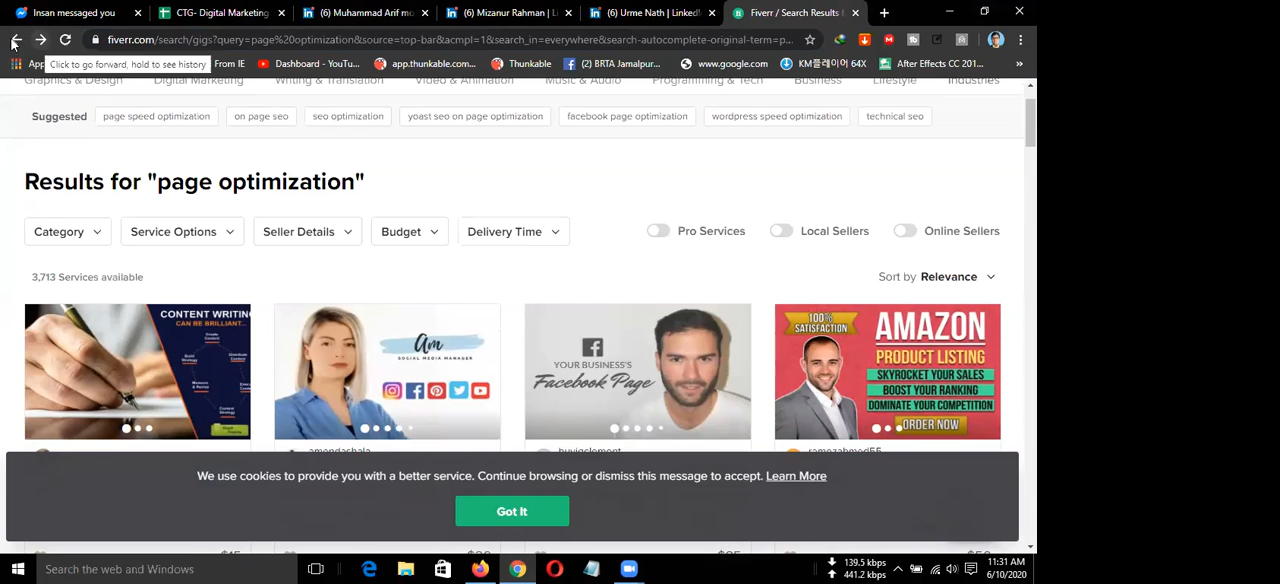 Insan messaged you
CTG- Digital Marketing
(6) Muhammad Arif mo
(6) Mizanur Rahman | L
(6) Urme Nath | LinkedI
Fiverr / Search Results
fiverr.com/search/gigs?query=page%20optimization&source=top-bar&acmpl=1&search_in=everywhere&search-autocomplete-original-term=p...
App
Click to go forward, hold to see history
From IE
Dashboard - YouTu...
app.thunkable.com...
Thunkable
(2) BRTA Jamalpur...
www.google.com
KM플레이어 64X
After Effects CC 201...
»
Graphics & Design
Digital Marketing
Writing & Translation
Video & Animation
Music & Audio
Programming & Tech
Business
Lifestyle
Industries
Suggested
page speed optimization
on page seo
seo optimization
yoast seo on page optimization
facebook page optimization
wordpress speed optimization
technical seo
Results for "page optimization"
Category
Service Options
Seller Details
Budget
Delivery Time
Pro Services
Local Sellers
Online Sellers
3,713 Services available
Sort by Relevance
CONTENT WRITING
CAN BE BRILLIANT...
Am
SOCIAL MEDIA MANAGER
YOUR BUSINESS'S
Facebook Page
100%
SATISFACTION
AMAZON
PRODUCT LISTING
SKYROCKET YOUR SALES
BOOST YOUR RANKING
DOMINATE YOUR COMPETITION
ORDER NOW
We use cookies to provide you with a better service. Continue browsing or dismiss this message to accept. Learn More
Got It
Search the web and Windows
139.5 kbps
441.2 kbps
11:31 AM
6/10/2020